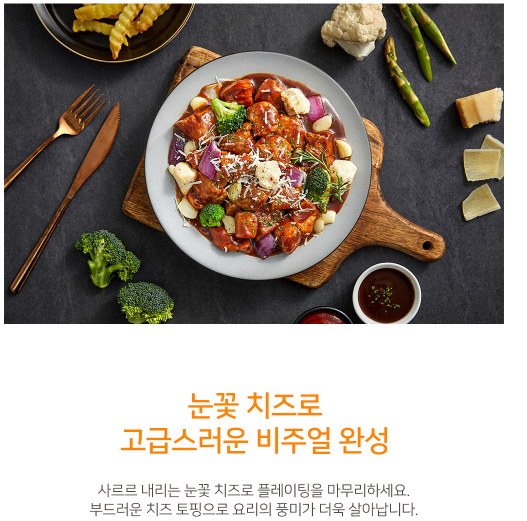 눈꽃 치즈로
고급스러운 비주얼 완성
사르르 내리는 눈꽃 치즈로 플레이팅을 마무리하세요.
부드러운 치즈 토핑으로 요리의 풍미가 더욱 살아납니다.